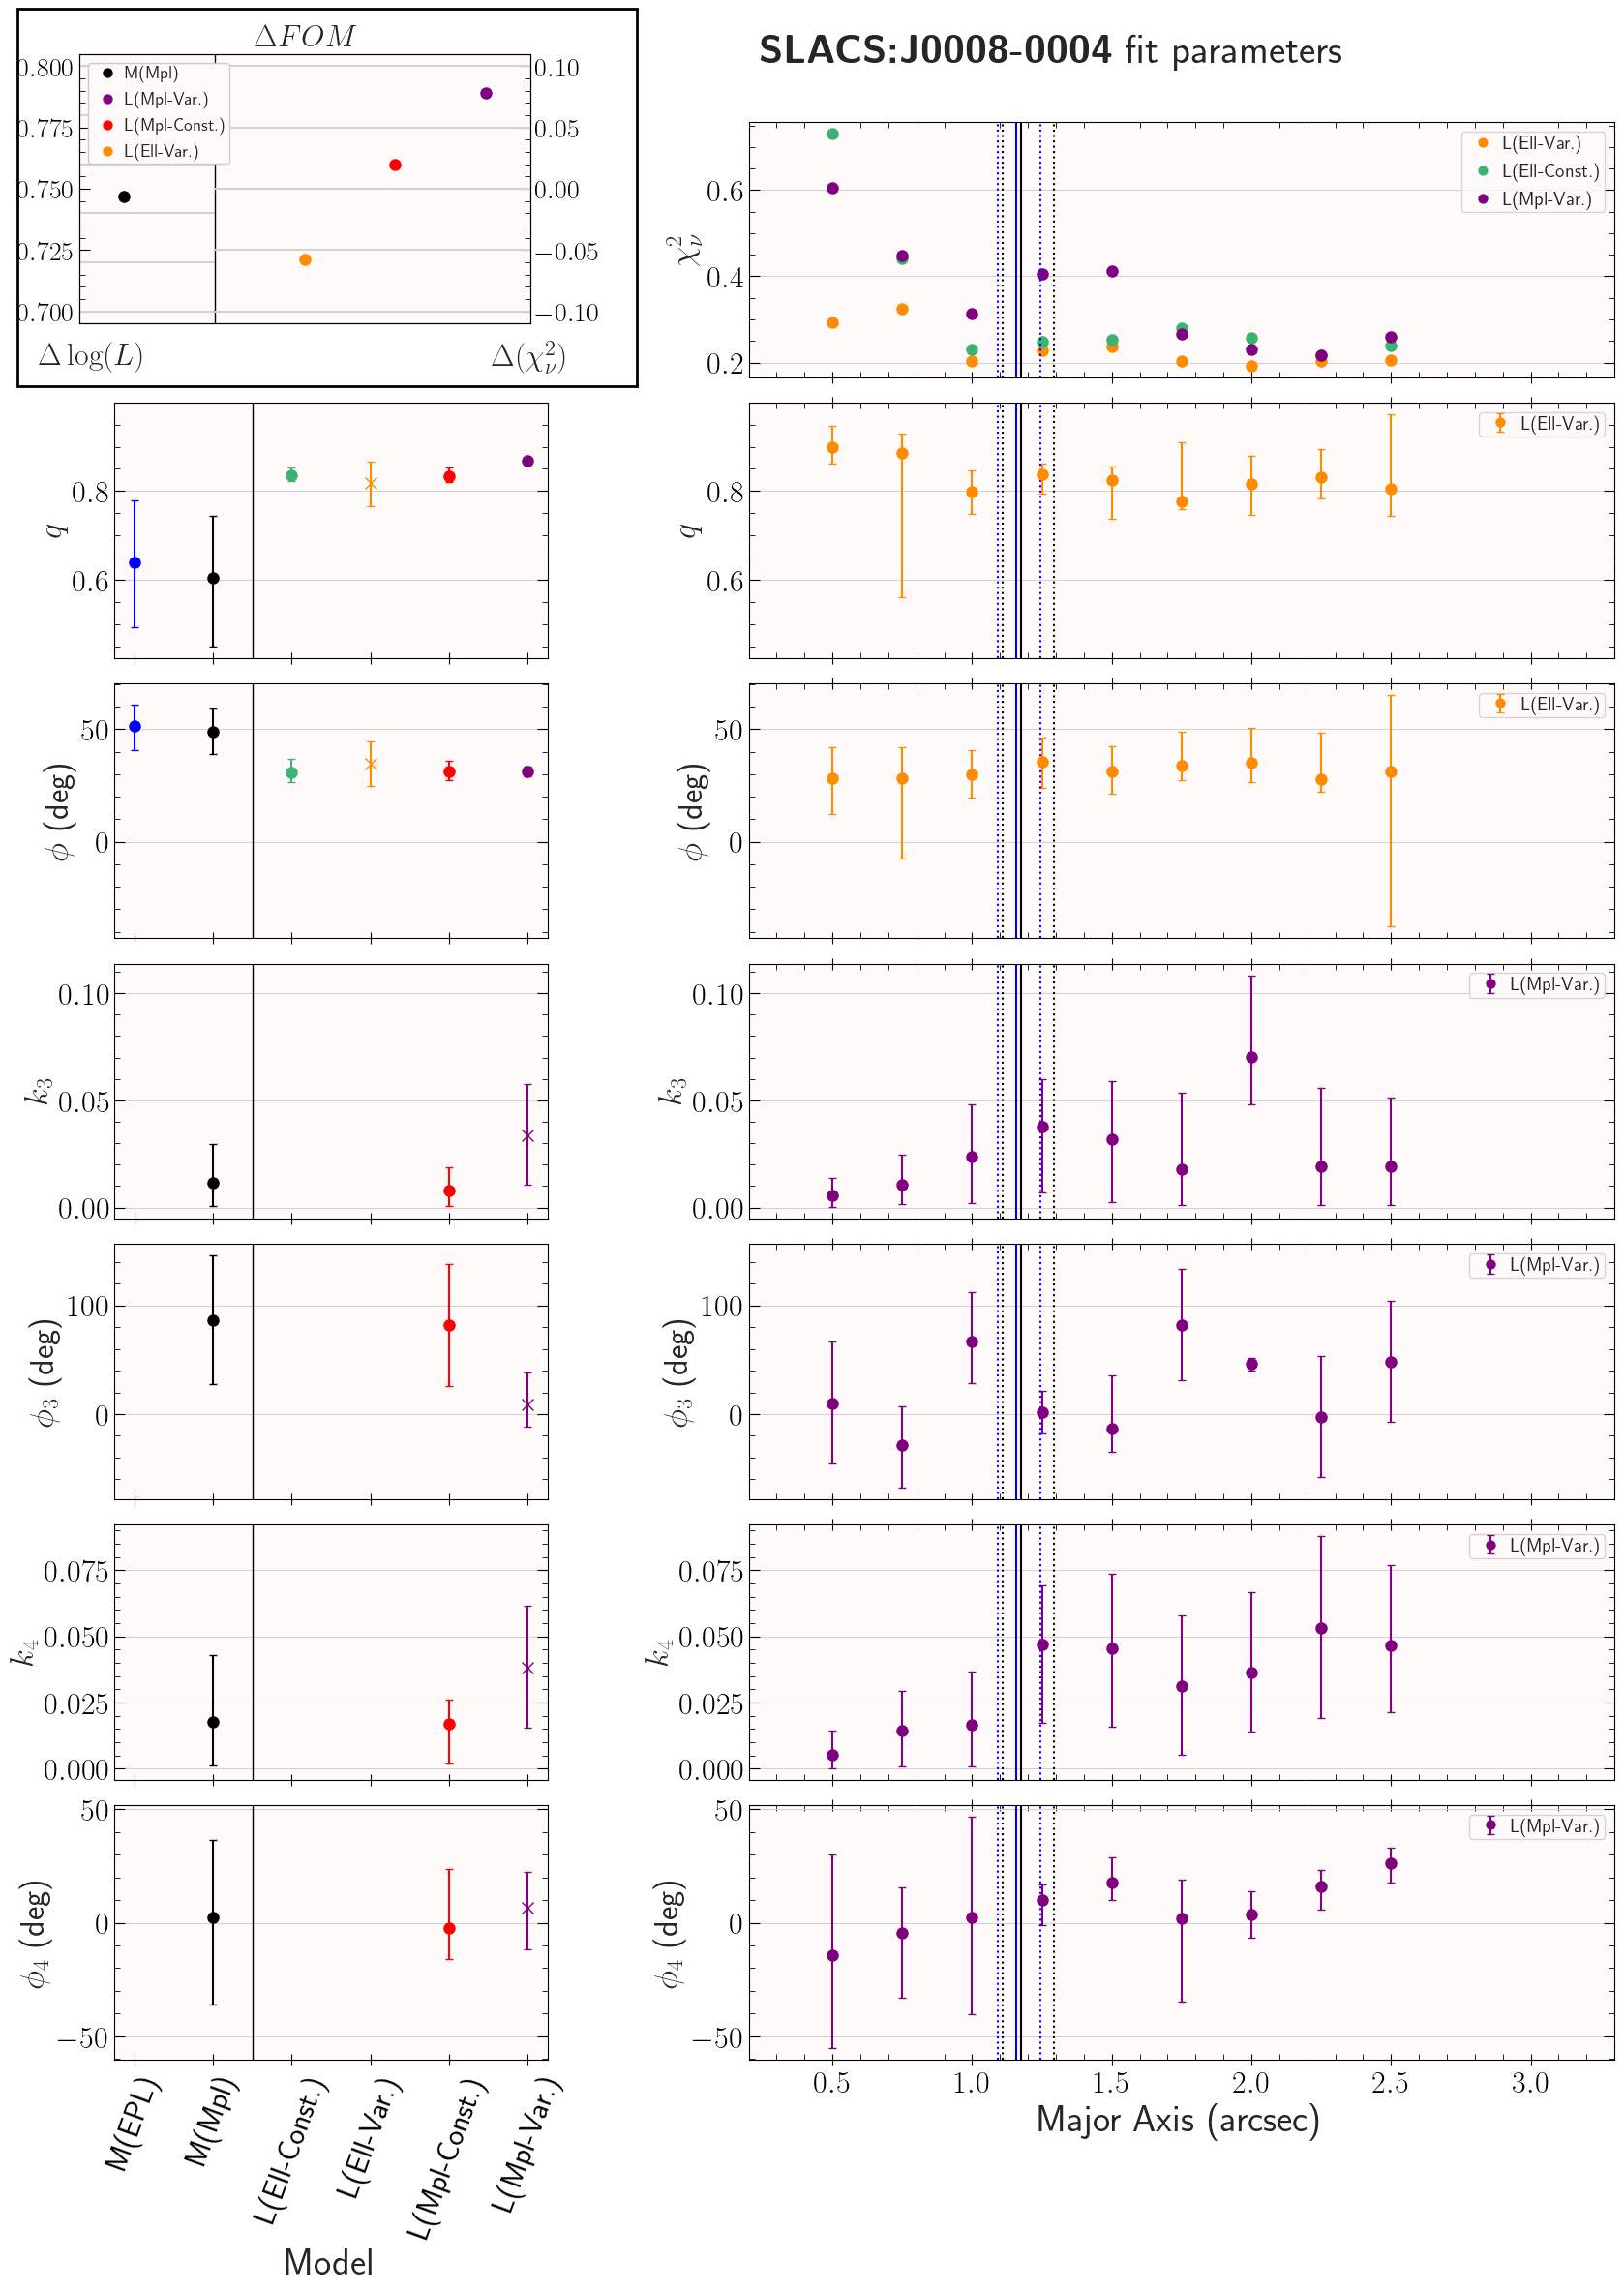 ΔFOM
SLACS:J0008-0004 fit parameters
0.800
0.775
0.750
0.725
0.700
M(Mpl)
L(Mpl-Var.)
L(Mpl-Const.)
L(Ell-Var.)
0.10
0.05
0.00
−0.05
−0.10
Δ log(L)
Δ(χ²ᵥ)
χ²ᵥ
0.6
0.4
0.2
L(Ell-Var.)
L(Ell-Const.)
L(Mpl-Var.)
q
0.8
0.6
q
0.8
0.6
L(Ell-Var.)
ϕ (deg)
50
0
ϕ (deg)
50
0
L(Ell-Var.)
k₃
0.10
0.05
0.00
k₃
0.10
0.05
0.00
L(Mpl-Var.)
ϕ₃ (deg)
100
0
ϕ₃ (deg)
100
0
L(Mpl-Var.)
k₄
0.075
0.050
0.025
0.000
k₄
0.075
0.050
0.025
0.000
L(Mpl-Var.)
ϕ₄ (deg)
50
0
−50
ϕ₄ (deg)
50
0
−50
L(Mpl-Var.)
M(EPL)
M(Mpl)
L(Ell-Const.)
L(Ell-Var.)
L(Mpl-Const.)
L(Mpl-Var.)
Model
0.5 1.0 1.5 2.0 2.5 3.0
Major Axis (arcsec)